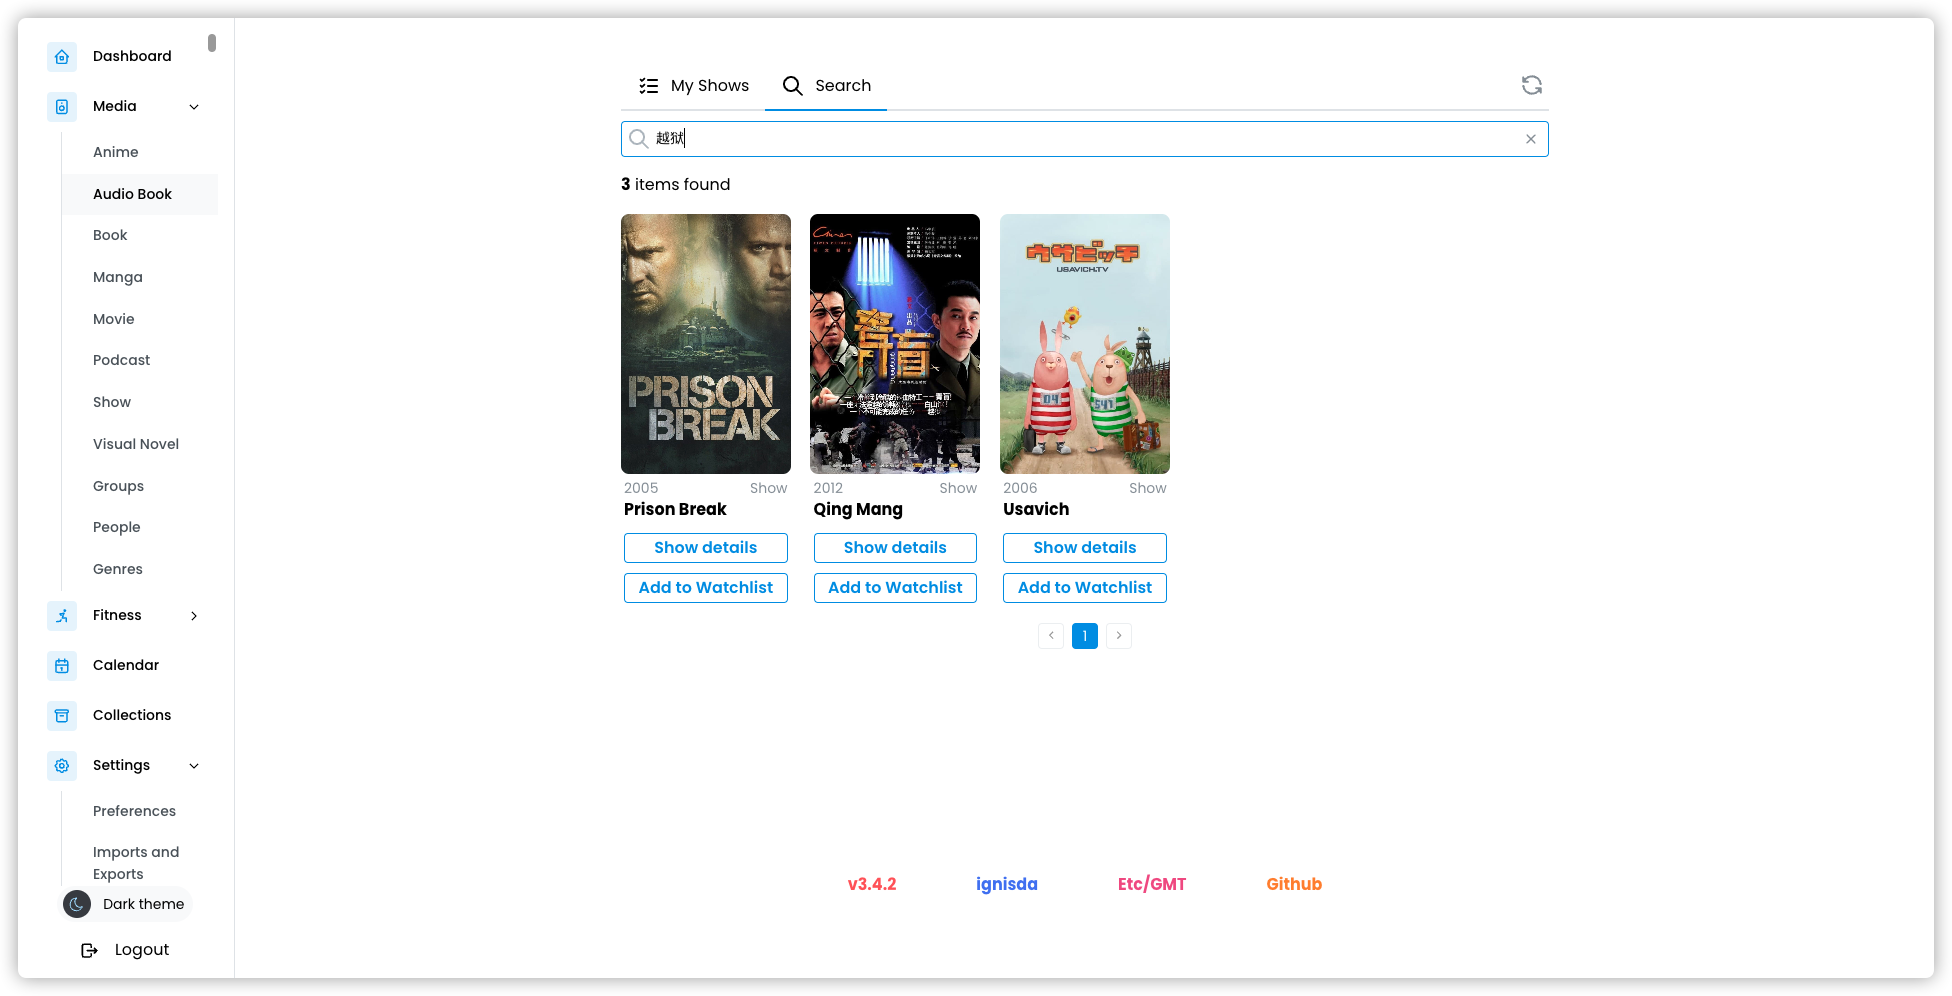 Dashboard
Media
Anime
Audio Book
Book
Manga
Movie
Podcast
Show
Visual Novel
Groups
People
Genres
Fitness
Calendar
Collections
Settings
Preferences
Imports and
Exports
Dark theme
Logout
My Shows
Search
越狱
3 items found
PRISON
BREAK
ウサビッチ
USAVICH.TV
04
541
2005 Show
Prison Break
Show details
Add to Watchlist
2012 Show
Qing Mang
Show details
Add to Watchlist
2006 Show
Usavich
Show details
Add to Watchlist
1
v3.4.2
ignisda
Etc/GMT
Github